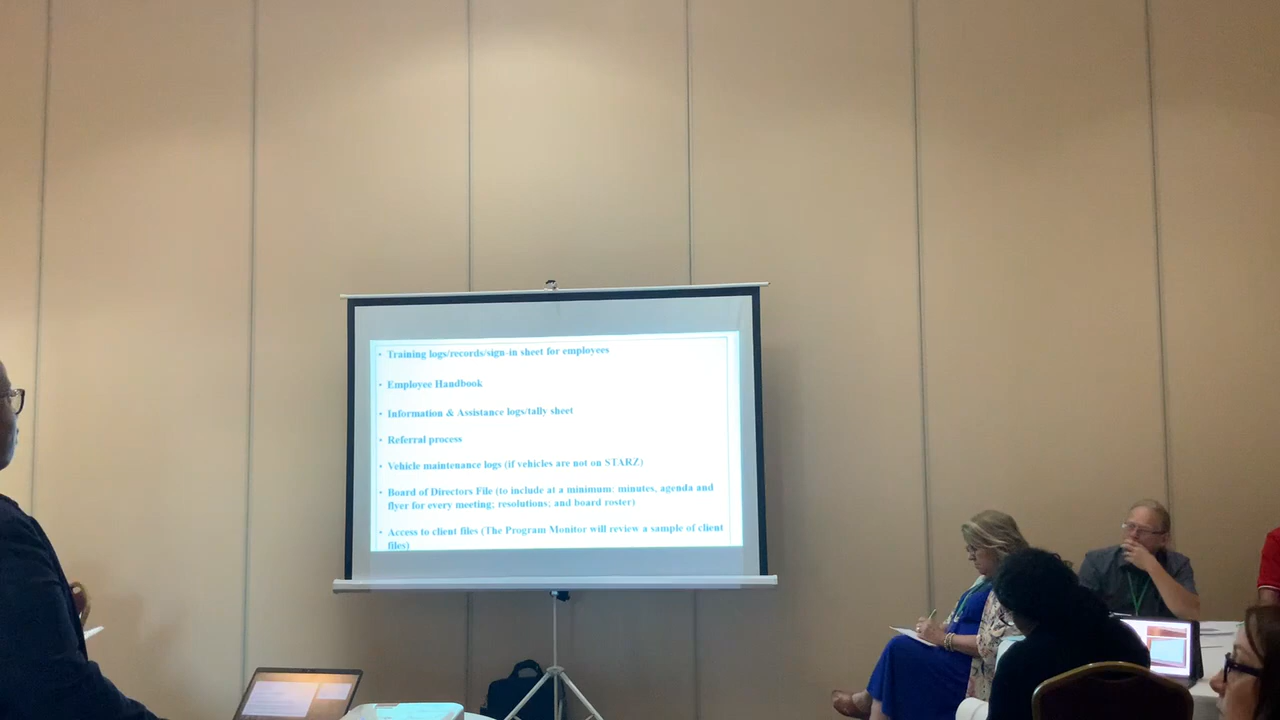 • Training logs/records/sign-in sheet for employees
• Employee Handbook
• Information & Assistance logs/tally sheet
• Referral process
• Vehicle maintenance logs (if vehicles are not on STARZ)
• Board of Directors File (to include at a minimum: minutes, agenda and
flyer for every meeting; resolutions; and board roster)
• Access to client files (The Program Monitor will review a sample of client
files)